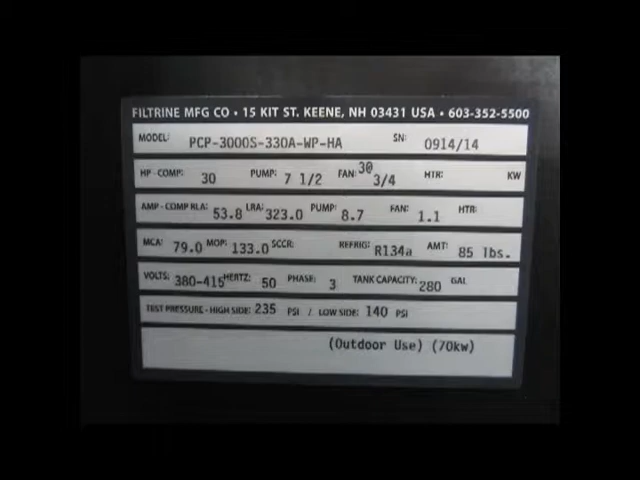 FILTRINE MFG CO • 15 KIT ST. KEENE, NH 03431 USA • 603-352-5500
MODEL: PCP-3000S-330A-WP-HA SN: 0914/14
HP - COMP: 30 PUMP: 7 1/2 FAN: 30 3/4 HTR: KW
AMP - COMP RLA: 53.8 LRA: 323.0 PUMP: 8.7 FAN: 1.1 HTR:
MCA: 79.0 MOP: 133.0 SCCR: REFRIG: R134a AMT: 85 lbs.
VOLTS: 380-415 HERTZ: 50 PHASE: 3 TANK CAPACITY: 280 GAL
TEST PRESSURE - HIGH SIDE: 235 PSI / LOW SIDE: 140 PSI
(Outdoor Use) (70kw)